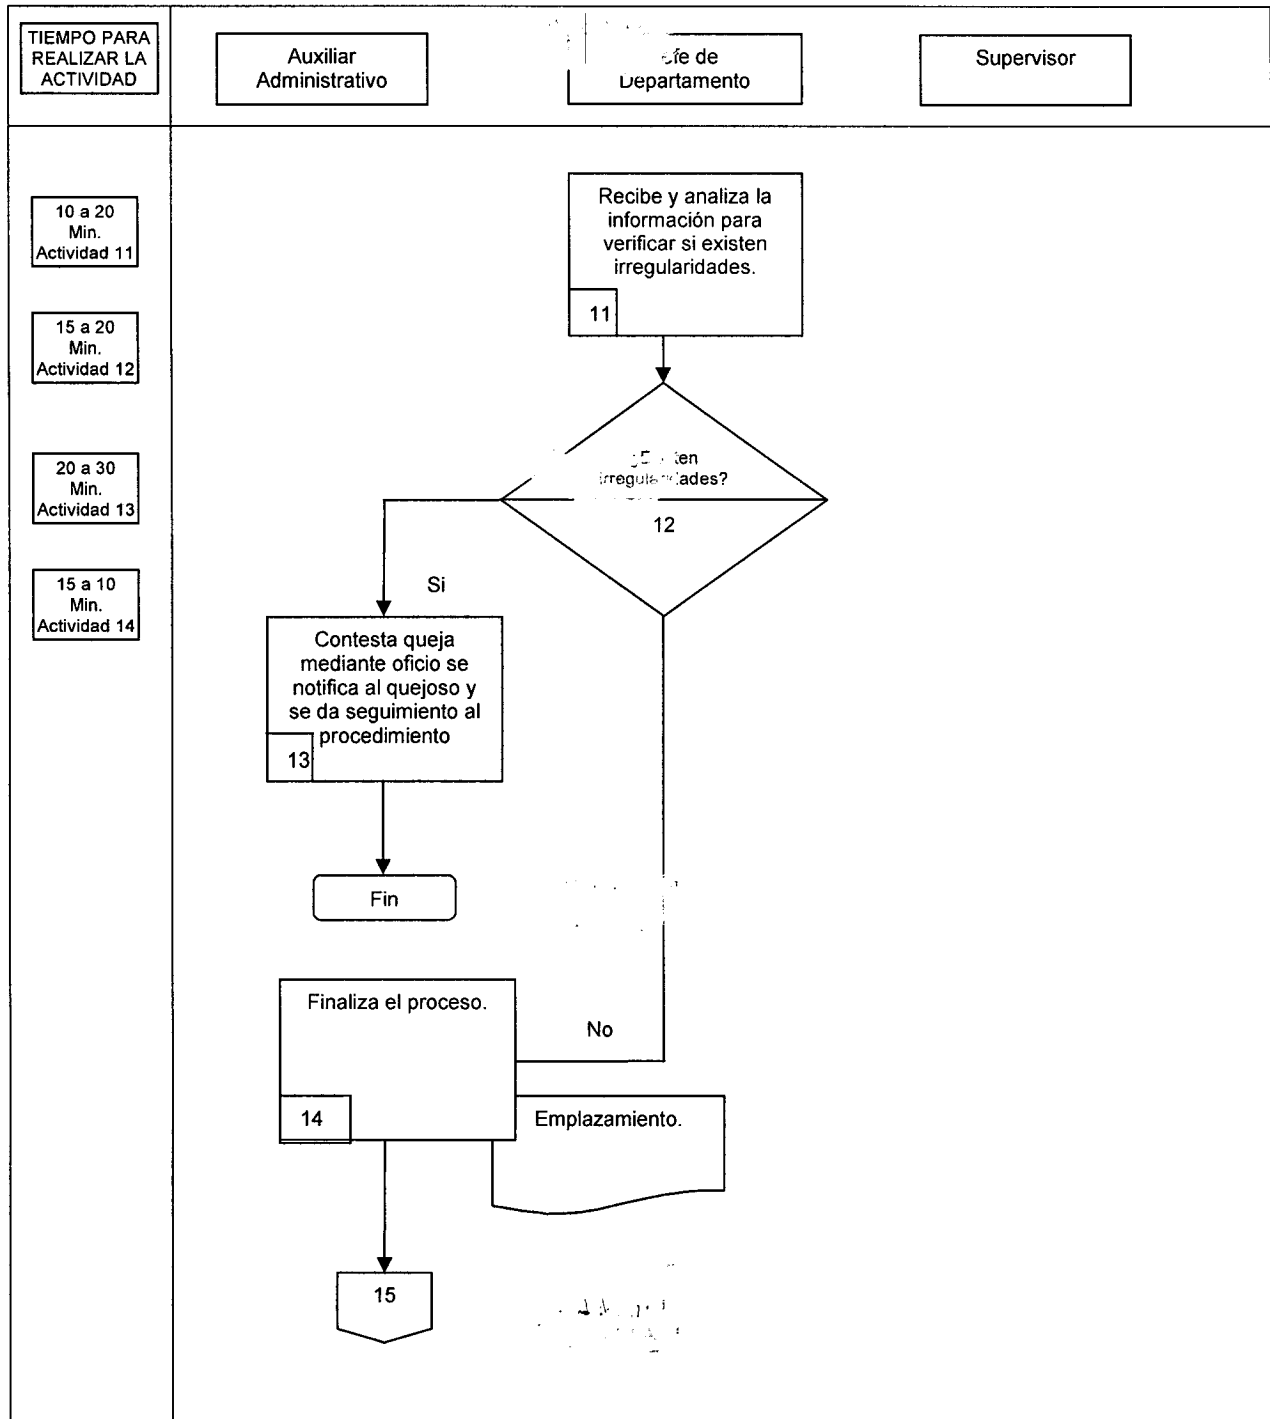 TIEMPO PARA
REALIZAR LA
ACTIVIDAD
Auxiliar
Administrativo
de
Departamento
Supervisor
10 a 20
Min.
Actividad 11
Recibe y analiza la
información para
verificar si existen
irregularidades.
11
15 a 20
Min.
Actividad 12
irregularidades?
12
20 a 30
Min.
Actividad 13
Si
15 a 10
Min.
Actividad 14
Contesta queja
mediante oficio se
notifica al quejoso y
se da seguimiento al
procedimiento
13
Fin
Finaliza el proceso.
No
14
Emplazamiento.
15